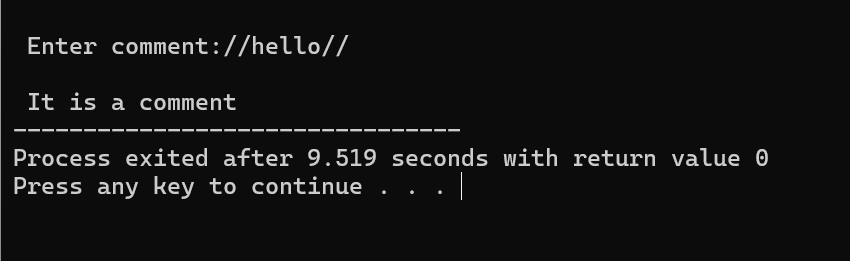 Enter comment://hello//
It is a comment
--------------------------------
Process exited after 9.519 seconds with return value 0
Press any key to continue . . .